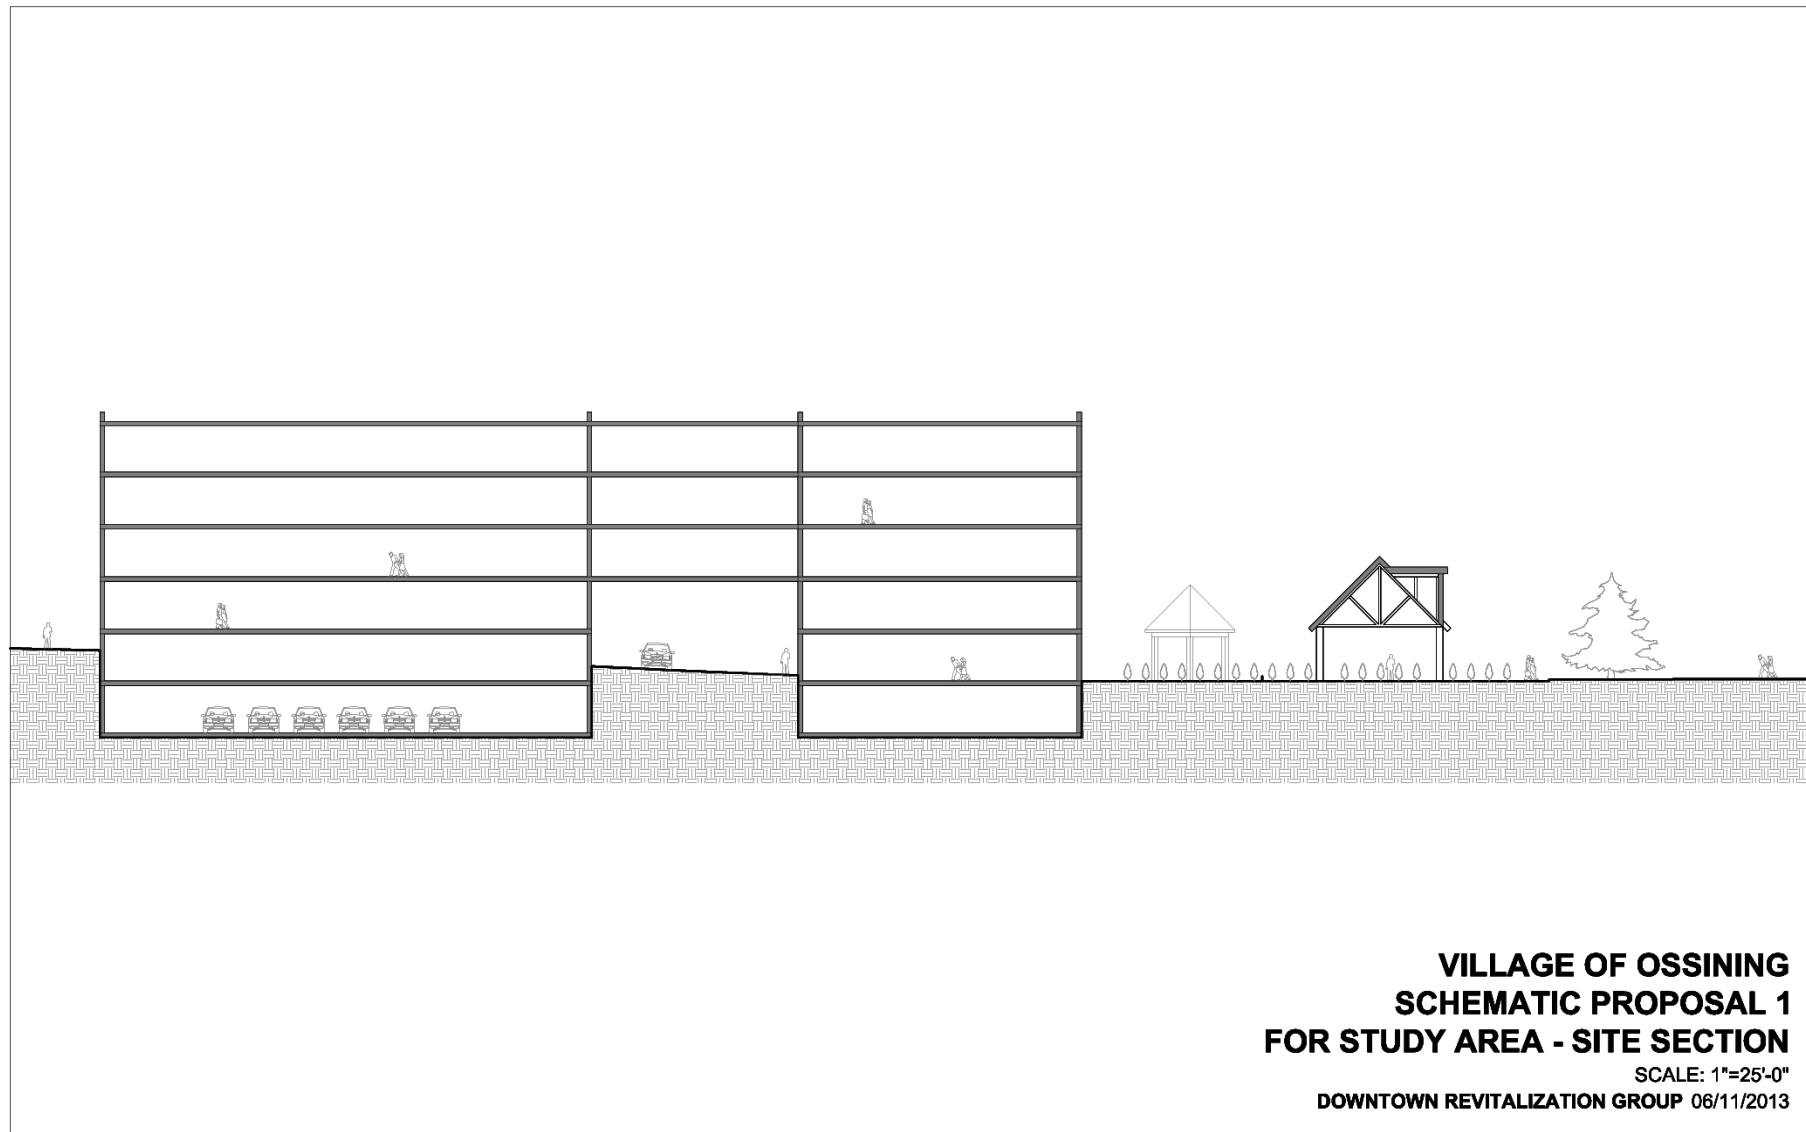 VILLAGE OF OSSINING
SCHEMATIC PROPOSAL 1
FOR STUDY AREA - SITE SECTION
SCALE: 1"=25'-0"
DOWNTOWN REVITALIZATION GROUP 06/11/2013